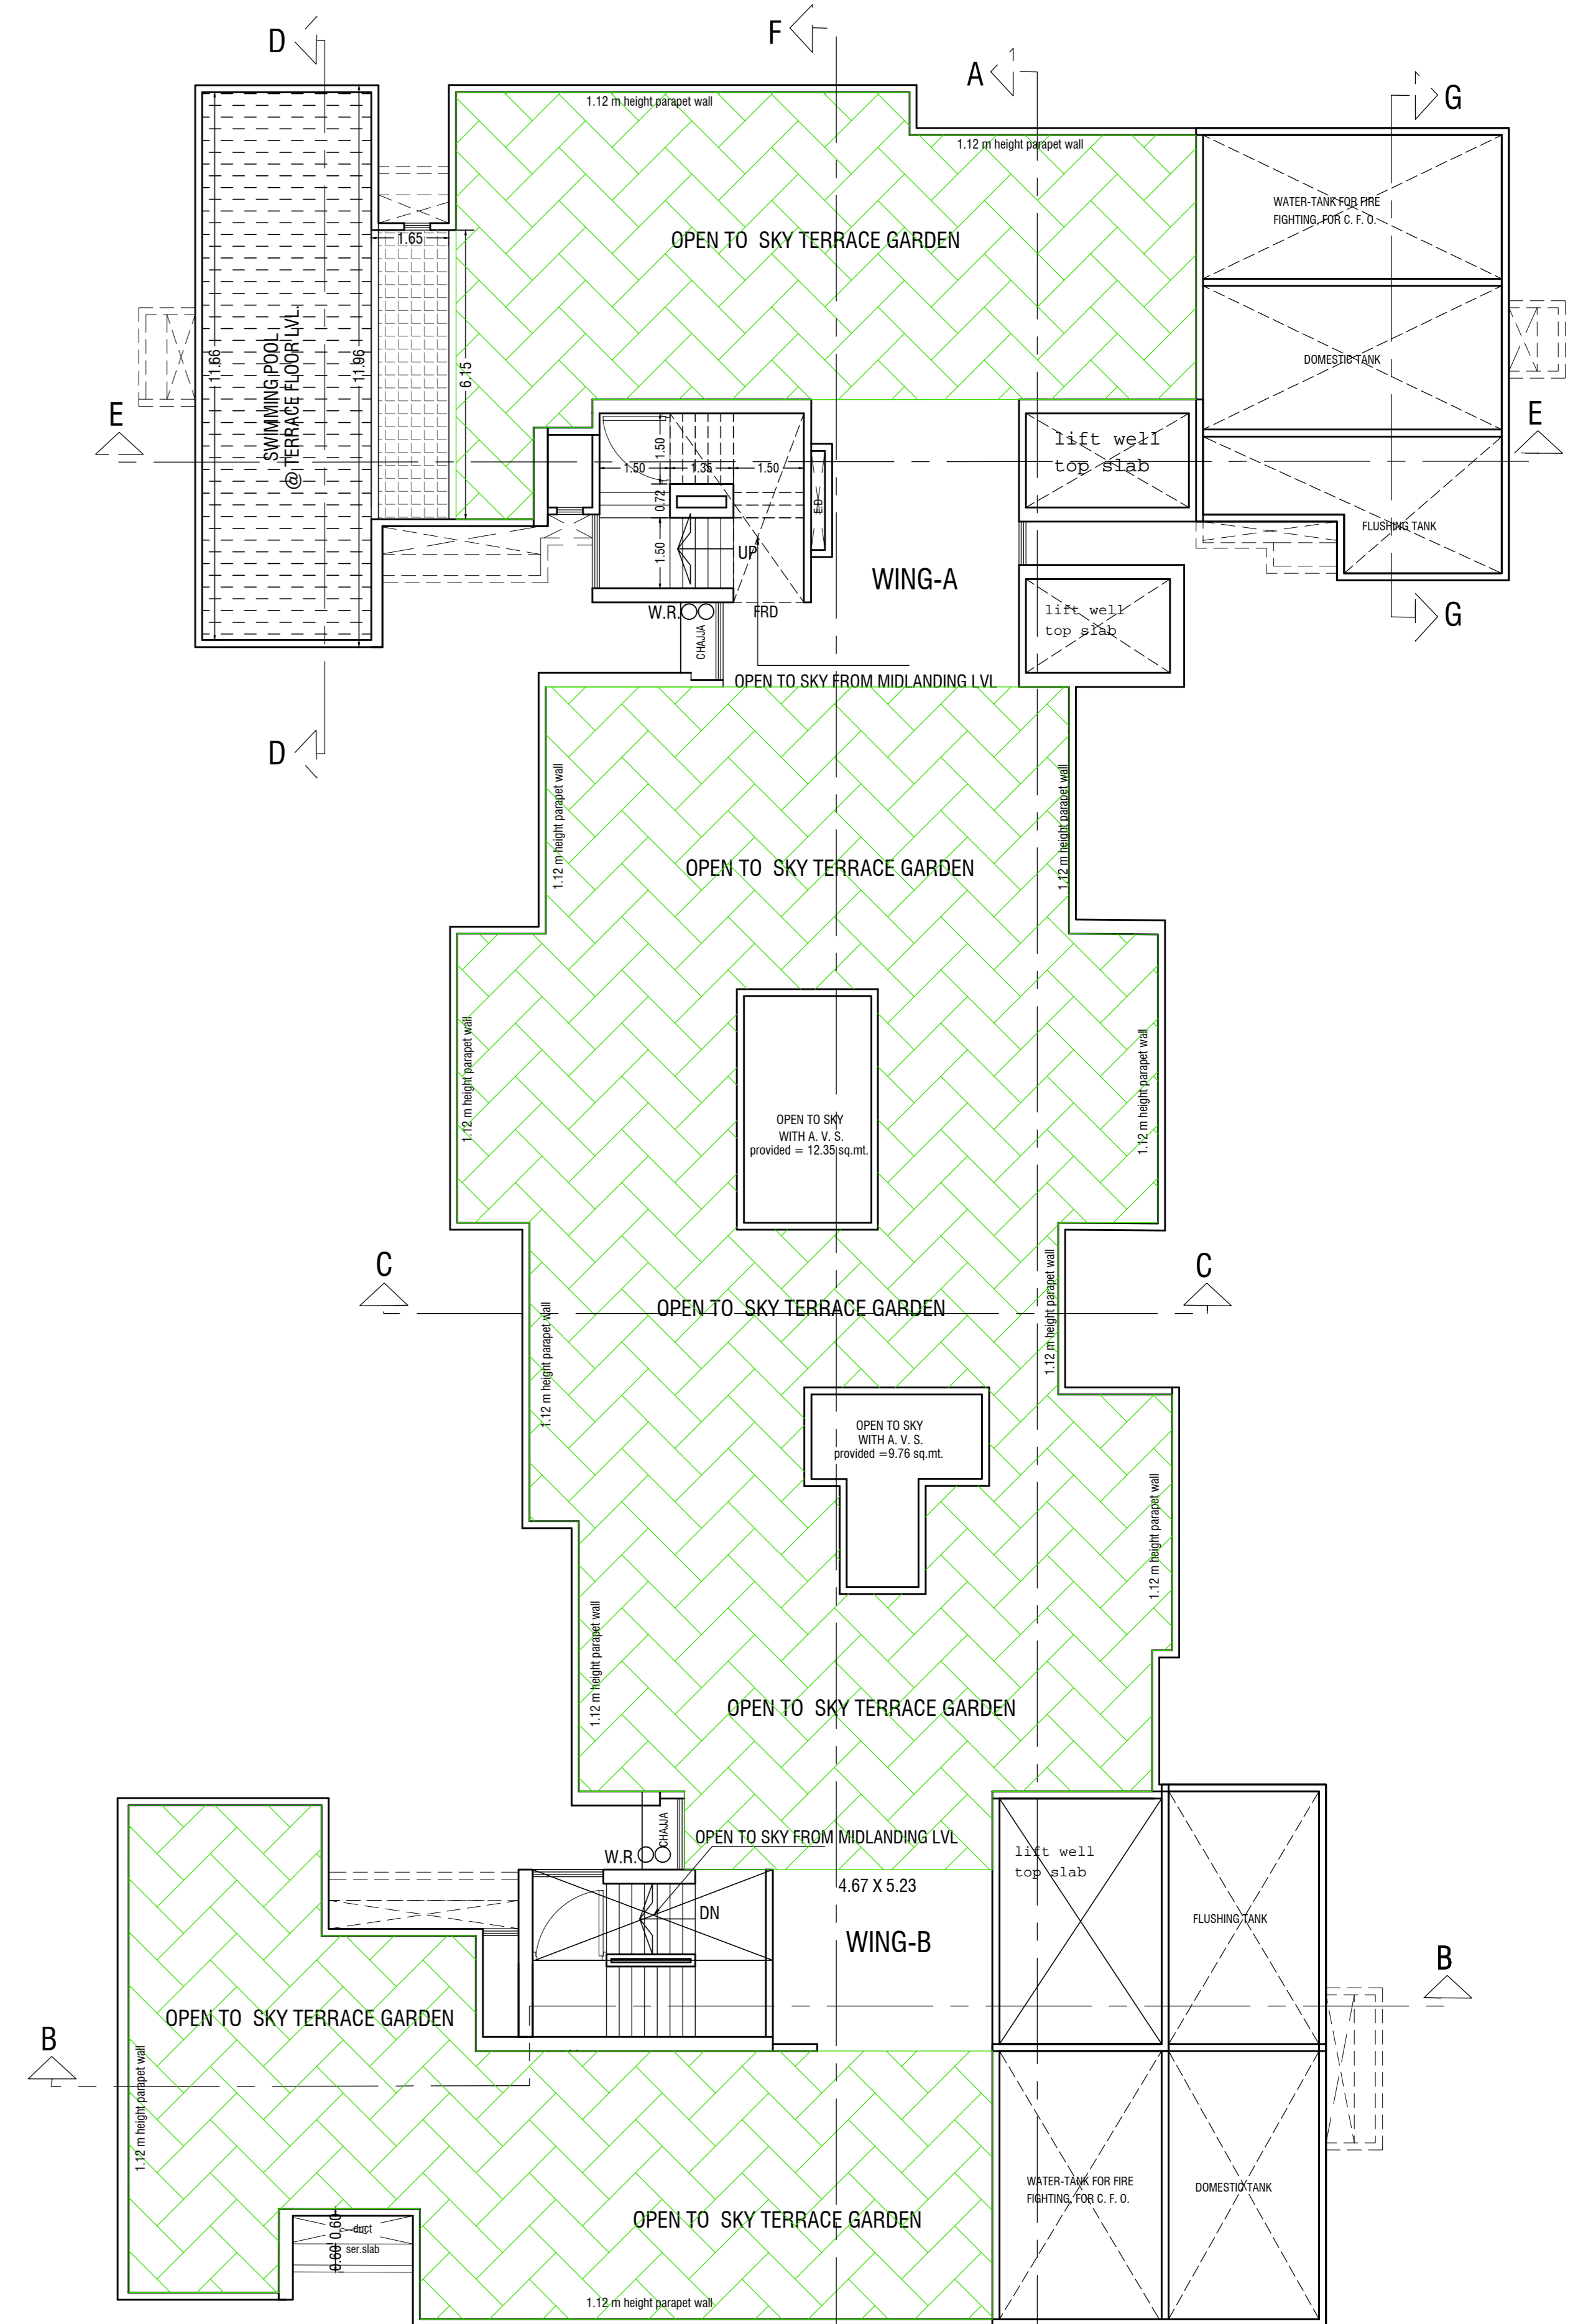 D
F
A
G
1.12 m height parapet wall
1.12 m height parapet wall
WATER-TANK FOR FIRE
FIGHTING, FOR C. F. O.
1.65
OPEN TO SKY TERRACE GARDEN
SWIMMING POOL
@ TERRACE FLOOR LVL.
11.66
11.96
6.15
DOMESTIC TANK
E
E
1.50
1.50
1.35
1.50
0.72
1.50
E.D
UP
lift well
top slab
FLUSHING TANK
WING-A
W.R.
FRD
CHAJJA
lift well
top slab
G
OPEN TO SKY FROM MIDLANDING LVL
D
1.12 m height parapet wall
1.12 m height parapet wall
OPEN TO SKY TERRACE GARDEN
1.12 m height parapet wall
1.12 m height parapet wall
OPEN TO SKY
WITH A. V. S.
provided = 12.35 sq.mt.
C
C
1.12 m height parapet wall
OPEN TO SKY TERRACE GARDEN
1.12 m height parapet wall
OPEN TO SKY
WITH A. V. S.
provided =9.76 sq.mt.
1.12 m height parapet wall
1.12 m height parapet wall
OPEN TO SKY TERRACE GARDEN
CHAJJA
OPEN TO SKY FROM MIDLANDING LVL
W.R.
lift well
top slab
4.67 X 5.23
DN
WING-B
FLUSHING TANK
B
B
OPEN TO SKY TERRACE GARDEN
1.12 m height parapet wall
WATER-TANK FOR FIRE
FIGHTING, FOR C. F. O.
DOMESTIC TANK
OPEN TO SKY TERRACE GARDEN
0.60
0.60
duct
ser.slab
1.12 m height parapet wall